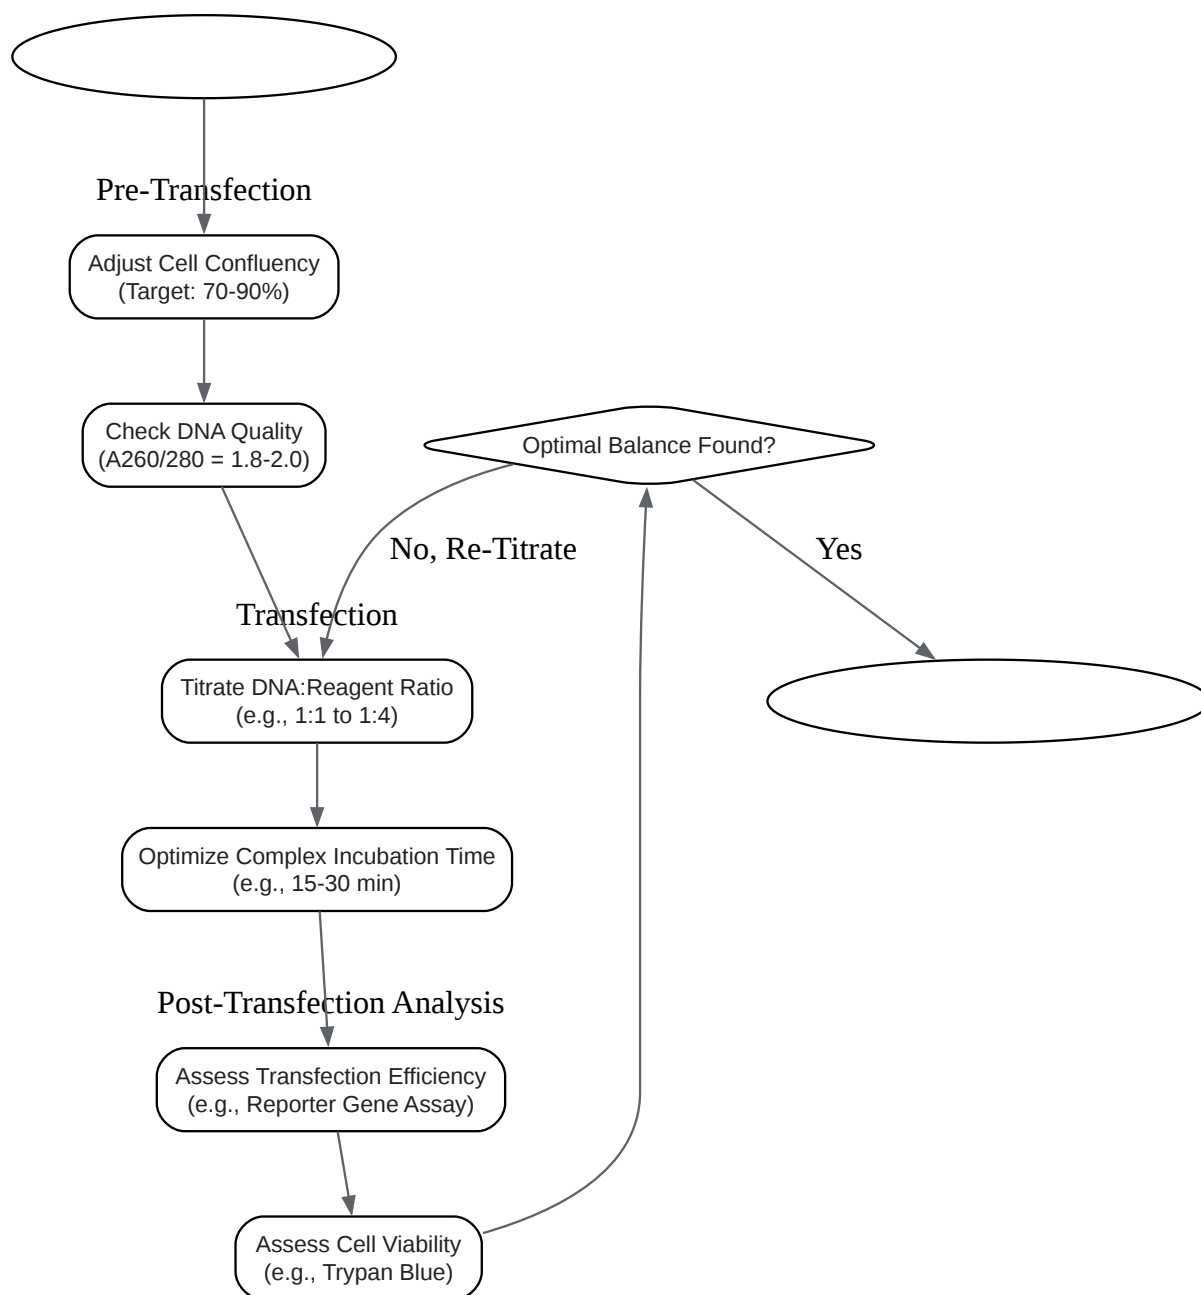 Pre-Transfection
Adjust Cell Confluency
(Target: 70-90%)
Check DNA Quality
(A260/280 = 1.8-2.0)
Optimal Balance Found?
No, Re-Titrate
Yes
Transfection
Titrate DNA:Reagent Ratio
(e.g., 1:1 to 1:4)
Optimize Complex Incubation Time
(e.g., 15-30 min)
Post-Transfection Analysis
Assess Transfection Efficiency
(e.g., Reporter Gene Assay)
Assess Cell Viability
(e.g., Trypan Blue)